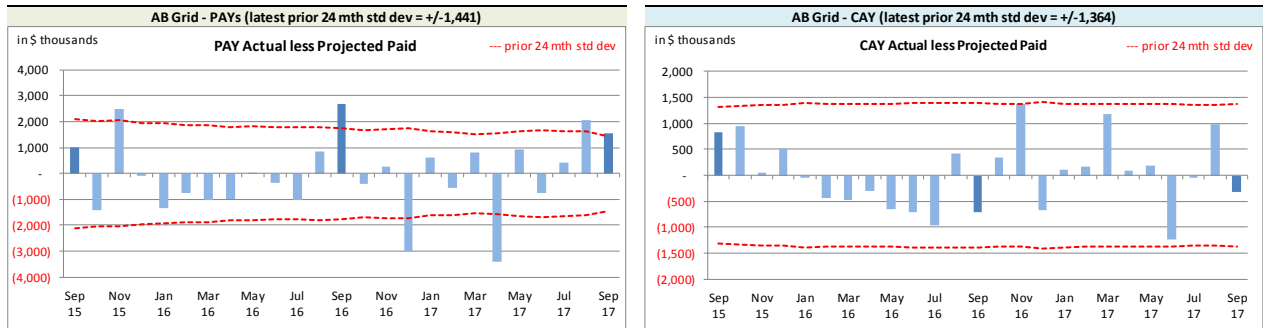 AB Grid - PAYs (latest prior 24 mth std dev = +/-1,441)
in $ thousands
PAY Actual less Projected Paid
--- prior 24 mth std dev
4,000
3,000
2,000
1,000
-
(1,000)
(2,000)
(3,000)
(4,000)
Sep Nov Jan Mar May Jul Sep Nov Jan Mar May Jul Sep
15 15 16 16 16 16 16 16 17 17 17 17 17
AB Grid - CAY (latest prior 24 mth std dev = +/-1,364)
in $ thousands
CAY Actual less Projected Paid
--- prior 24 mth std dev
2,000
1,500
1,000
500
-
(500)
(1,000)
(1,500)
(2,000)
Sep Nov Jan Mar May Jul Sep Nov Jan Mar May Jul Sep
15 15 16 16 16 16 16 16 17 17 17 17 17